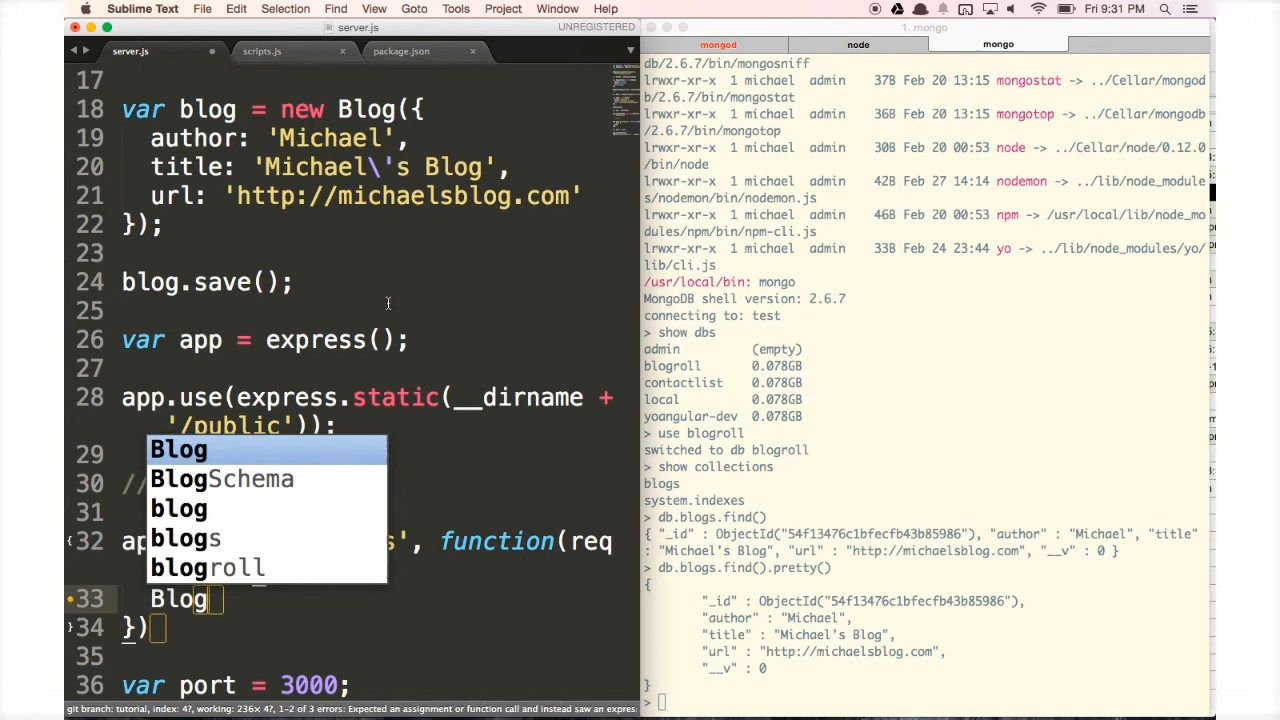 Sublime Text File Edit Selection Find View Goto Tools Project Window Help Fri 9:31 PM
server.js UNREGISTERED
server.js scripts.js package.json
17
18 var blog = new Blog({
19 author: 'Michael',
20 title: 'Michael\'s Blog',
21 url: 'http://michaelsblog.com'
22 });
23
24 blog.save();
25
26 var app = express();
27
28 app.use(express.static(__dirname +
'/public'));
29
30 //
31
32 ap s', function(req
33 Blog
34 })
35
36 var port = 3000;
Blog
BlogSchema
blog
blogs
blogroll
git branch: tutorial, index: 4?, working: 236≠ 4?, 1-2 of 3 errors: Expected an assignment or function call and instead saw an expres
1. mongo
mongod node mongo
db/2.6.7/bin/mongosniff
lrwxr-xr-x 1 michael admin 37B Feb 20 13:15 mongostat -> ../Cellar/mongod
b/2.6.7/bin/mongostat
lrwxr-xr-x 1 michael admin 36B Feb 20 13:15 mongotop -> ../Cellar/mongodb
/2.6.7/bin/mongotop
lrwxr-xr-x 1 michael admin 30B Feb 20 00:53 node -> ../Cellar/node/0.12.0
/bin/node
lrwxr-xr-x 1 michael admin 42B Feb 27 14:14 nodemon -> ../lib/node_module
s/nodemon/bin/nodemon.js
lrwxr-xr-x 1 michael admin 46B Feb 20 00:53 npm -> /usr/local/lib/node_mo
dules/npm/bin/npm-cli.js
lrwxr-xr-x 1 michael admin 33B Feb 24 23:44 yo -> ../lib/node_modules/yo/
lib/cli.js
/usr/local/bin: mongo
MongoDB shell version: 2.6.7
connecting to: test
> show dbs
admin (empty)
blogroll 0.078GB
contactlist 0.078GB
local 0.078GB
yoangular-dev 0.078GB
> use blogroll
switched to db blogroll
> show collections
blogs
system.indexes
> db.blogs.find()
{ "_id" : ObjectId("54f13476c1bfecfb43b85986"), "author" : "Michael", "title"
: "Michael's Blog", "url" : "http://michaelsblog.com", "__v" : 0 }
> db.blogs.find().pretty()
{
"_id" : ObjectId("54f13476c1bfecfb43b85986"),
"author" : "Michael",
"title" : "Michael's Blog",
"url" : "http://michaelsblog.com",
"__v" : 0
}
>